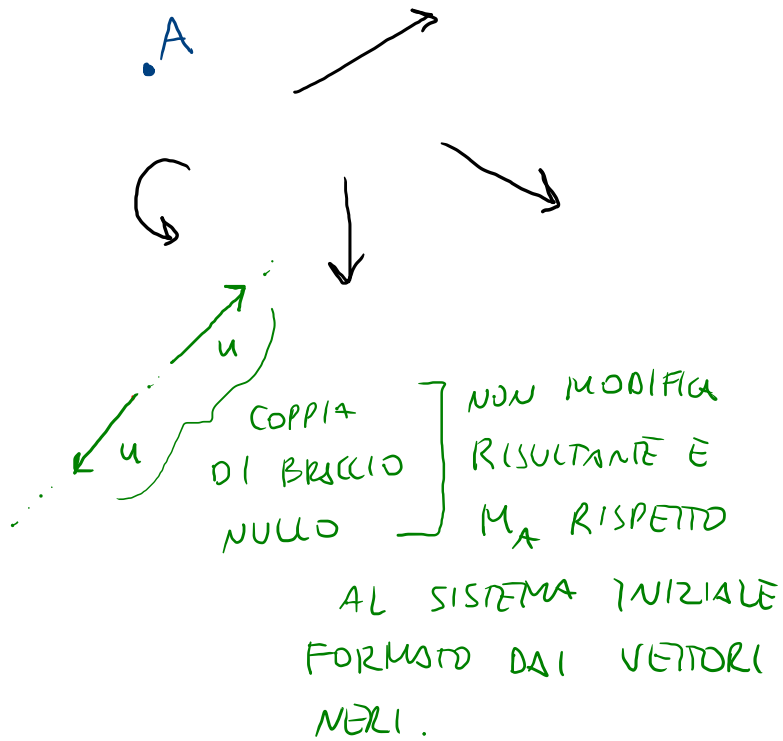 A
u
u
COPPIA
DI BRACCIO
NULLO
NON MODIFICA
RISULTANTE E
M_A RISPETTO
AL SISTEMA INIZIALE
FORMATO DAI VETTORI
NERI.